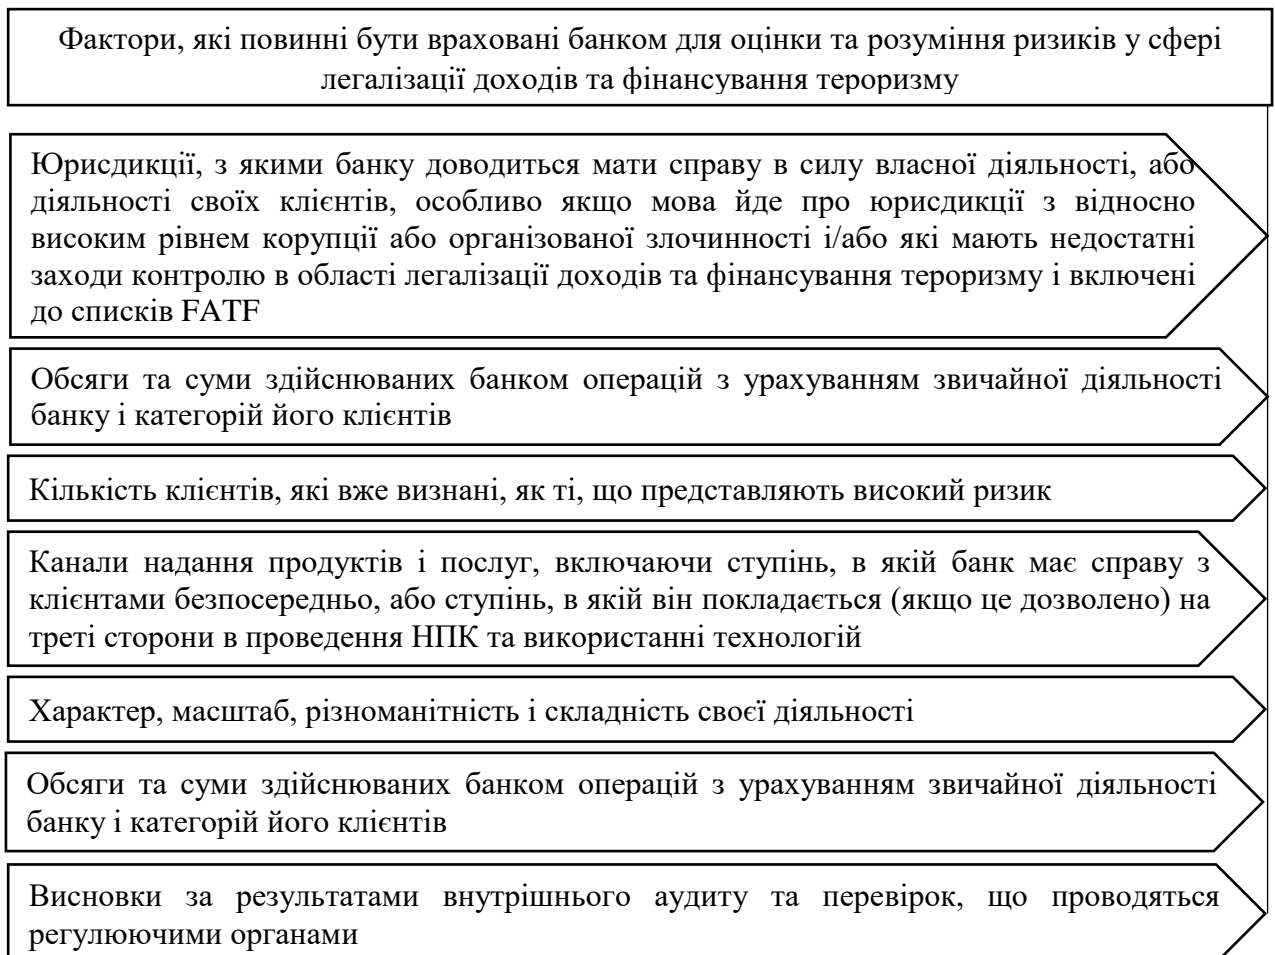 Фактори, які повинні бути враховані банком для оцінки та розуміння ризиків у сфері
легалізації доходів та фінансування тероризму
Юрисдикції, з якими банку доводиться мати справу в силу власної діяльності, або
діяльності своїх клієнтів, особливо якщо мова йде про юрисдикції з відносно
високим рівнем корупції або організованої злочинності і/або які мають недостатні
заходи контролю в області легалізації доходів та фінансування тероризму і включені
до списків FATF
Обсяги та суми здійснюваних банком операцій з урахуванням звичайної діяльності
банку і категорій його клієнтів
Кількість клієнтів, які вже визнані, як ті, що представляють високий ризик
Канали надання продуктів і послуг, включаючи ступінь, в якій банк має справу з
клієнтами безпосередньо, або ступінь, в якій він покладається (якщо це дозволено) на
треті сторони в проведення НПК та використанні технологій
Характер, масштаб, різноманітність і складність своєї діяльності
Обсяги та суми здійснюваних банком операцій з урахуванням звичайної діяльності
банку і категорій його клієнтів
Висновки за результатами внутрішнього аудиту та перевірок, що проводяться
регулюючими органами